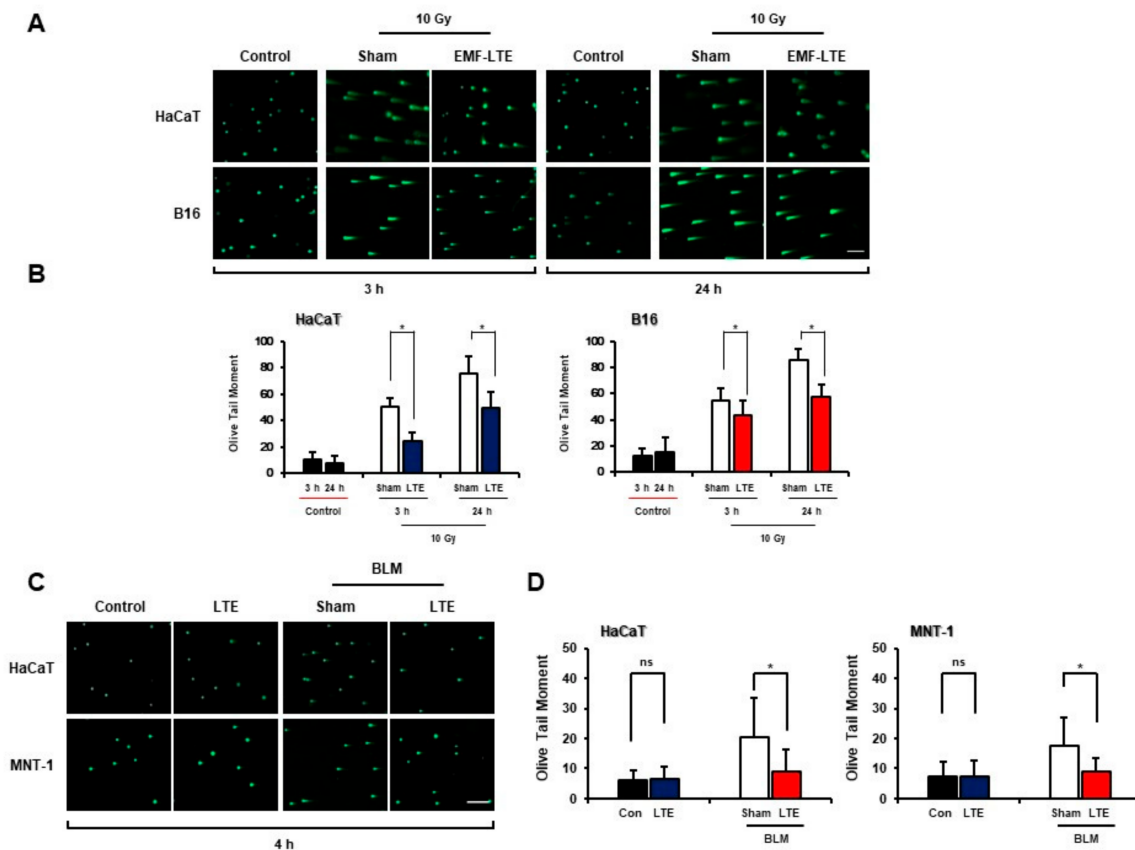 A
10 Gy
10 Gy
Control Sham EMF-LTE Control Sham EMF-LTE
HaCaT
B16
3 h
24 h
B
HaCaT
B16
Olive Tail Moment
100
80
60
40
20
0
*
*
3 h 24 h
Sham LTE
Sham LTE
Control
3 h
24 h
10 Gy
Olive Tail Moment
100
80
60
40
20
0
*
*
3 h 24 h
Sham LTE
Sham LTE
Control
3 h
24 h
10 Gy
C
BLM
Control LTE Sham LTE
HaCaT
MNT-1
4 h
D
HaCaT
Olive Tail Moment
50
40
30
20
10
0
ns
*
Con LTE
Sham LTE
BLM
MNT-1
Olive Tail Moment
50
40
30
20
10
0
ns
*
Con LTE
Sham LTE
BLM